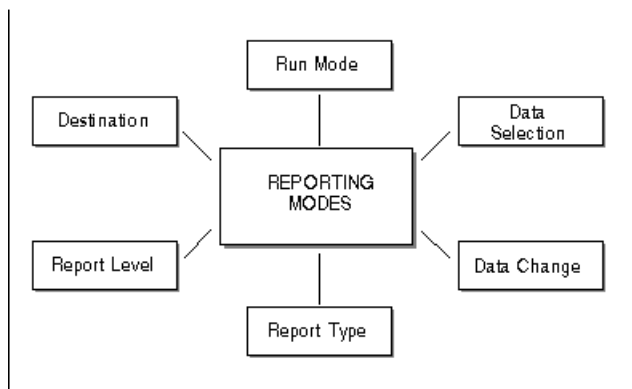 Run Mode
Destination
Data
Selection
REPORTING
MODES
Report Level
Data Change
Report Type